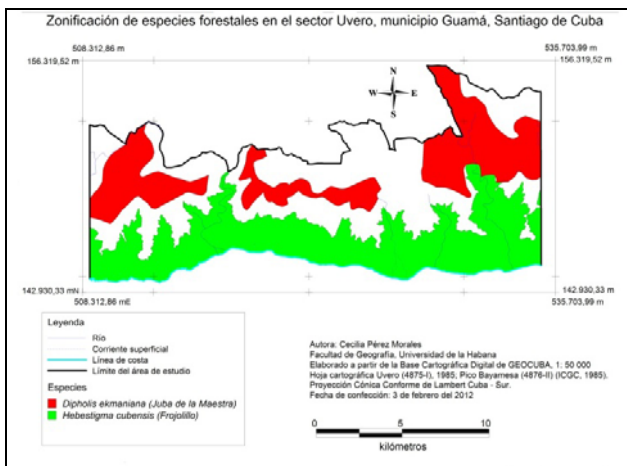 Zonificación de especies forestales en el sector Uvero, municipio Guamá, Santiago de Cuba
508.312,86 m
535.703,99 m
156.319,52 m
156.319,52 m
N
W E
S
142.930,33 mN
142.930,33 m
508.312,86 mE
535.703,99 m
Leyenda
Río
Corriente superficial
Línea de costa
Límite del área de estudio
Especies
Dipholis ekmaniana (Juba de la Maestra)
Hebestigma cubensis (Frojolillo)
Autora: Cecilia Pérez Morales
Facultad de Geografía, Universidad de la Habana
Elaborado a partir de la Base Cartográfica Digital de GEOCUBA, 1: 50 000
Hoja cartográfica Uvero (4875-I), 1985; Pico Bayamesa (4876-II) (ICGC, 1985).
Proyección Cónica Conforme de Lambert Cuba - Sur.
Fecha de confección: 3 de febrero del 2012
0 5 10
kilómetros